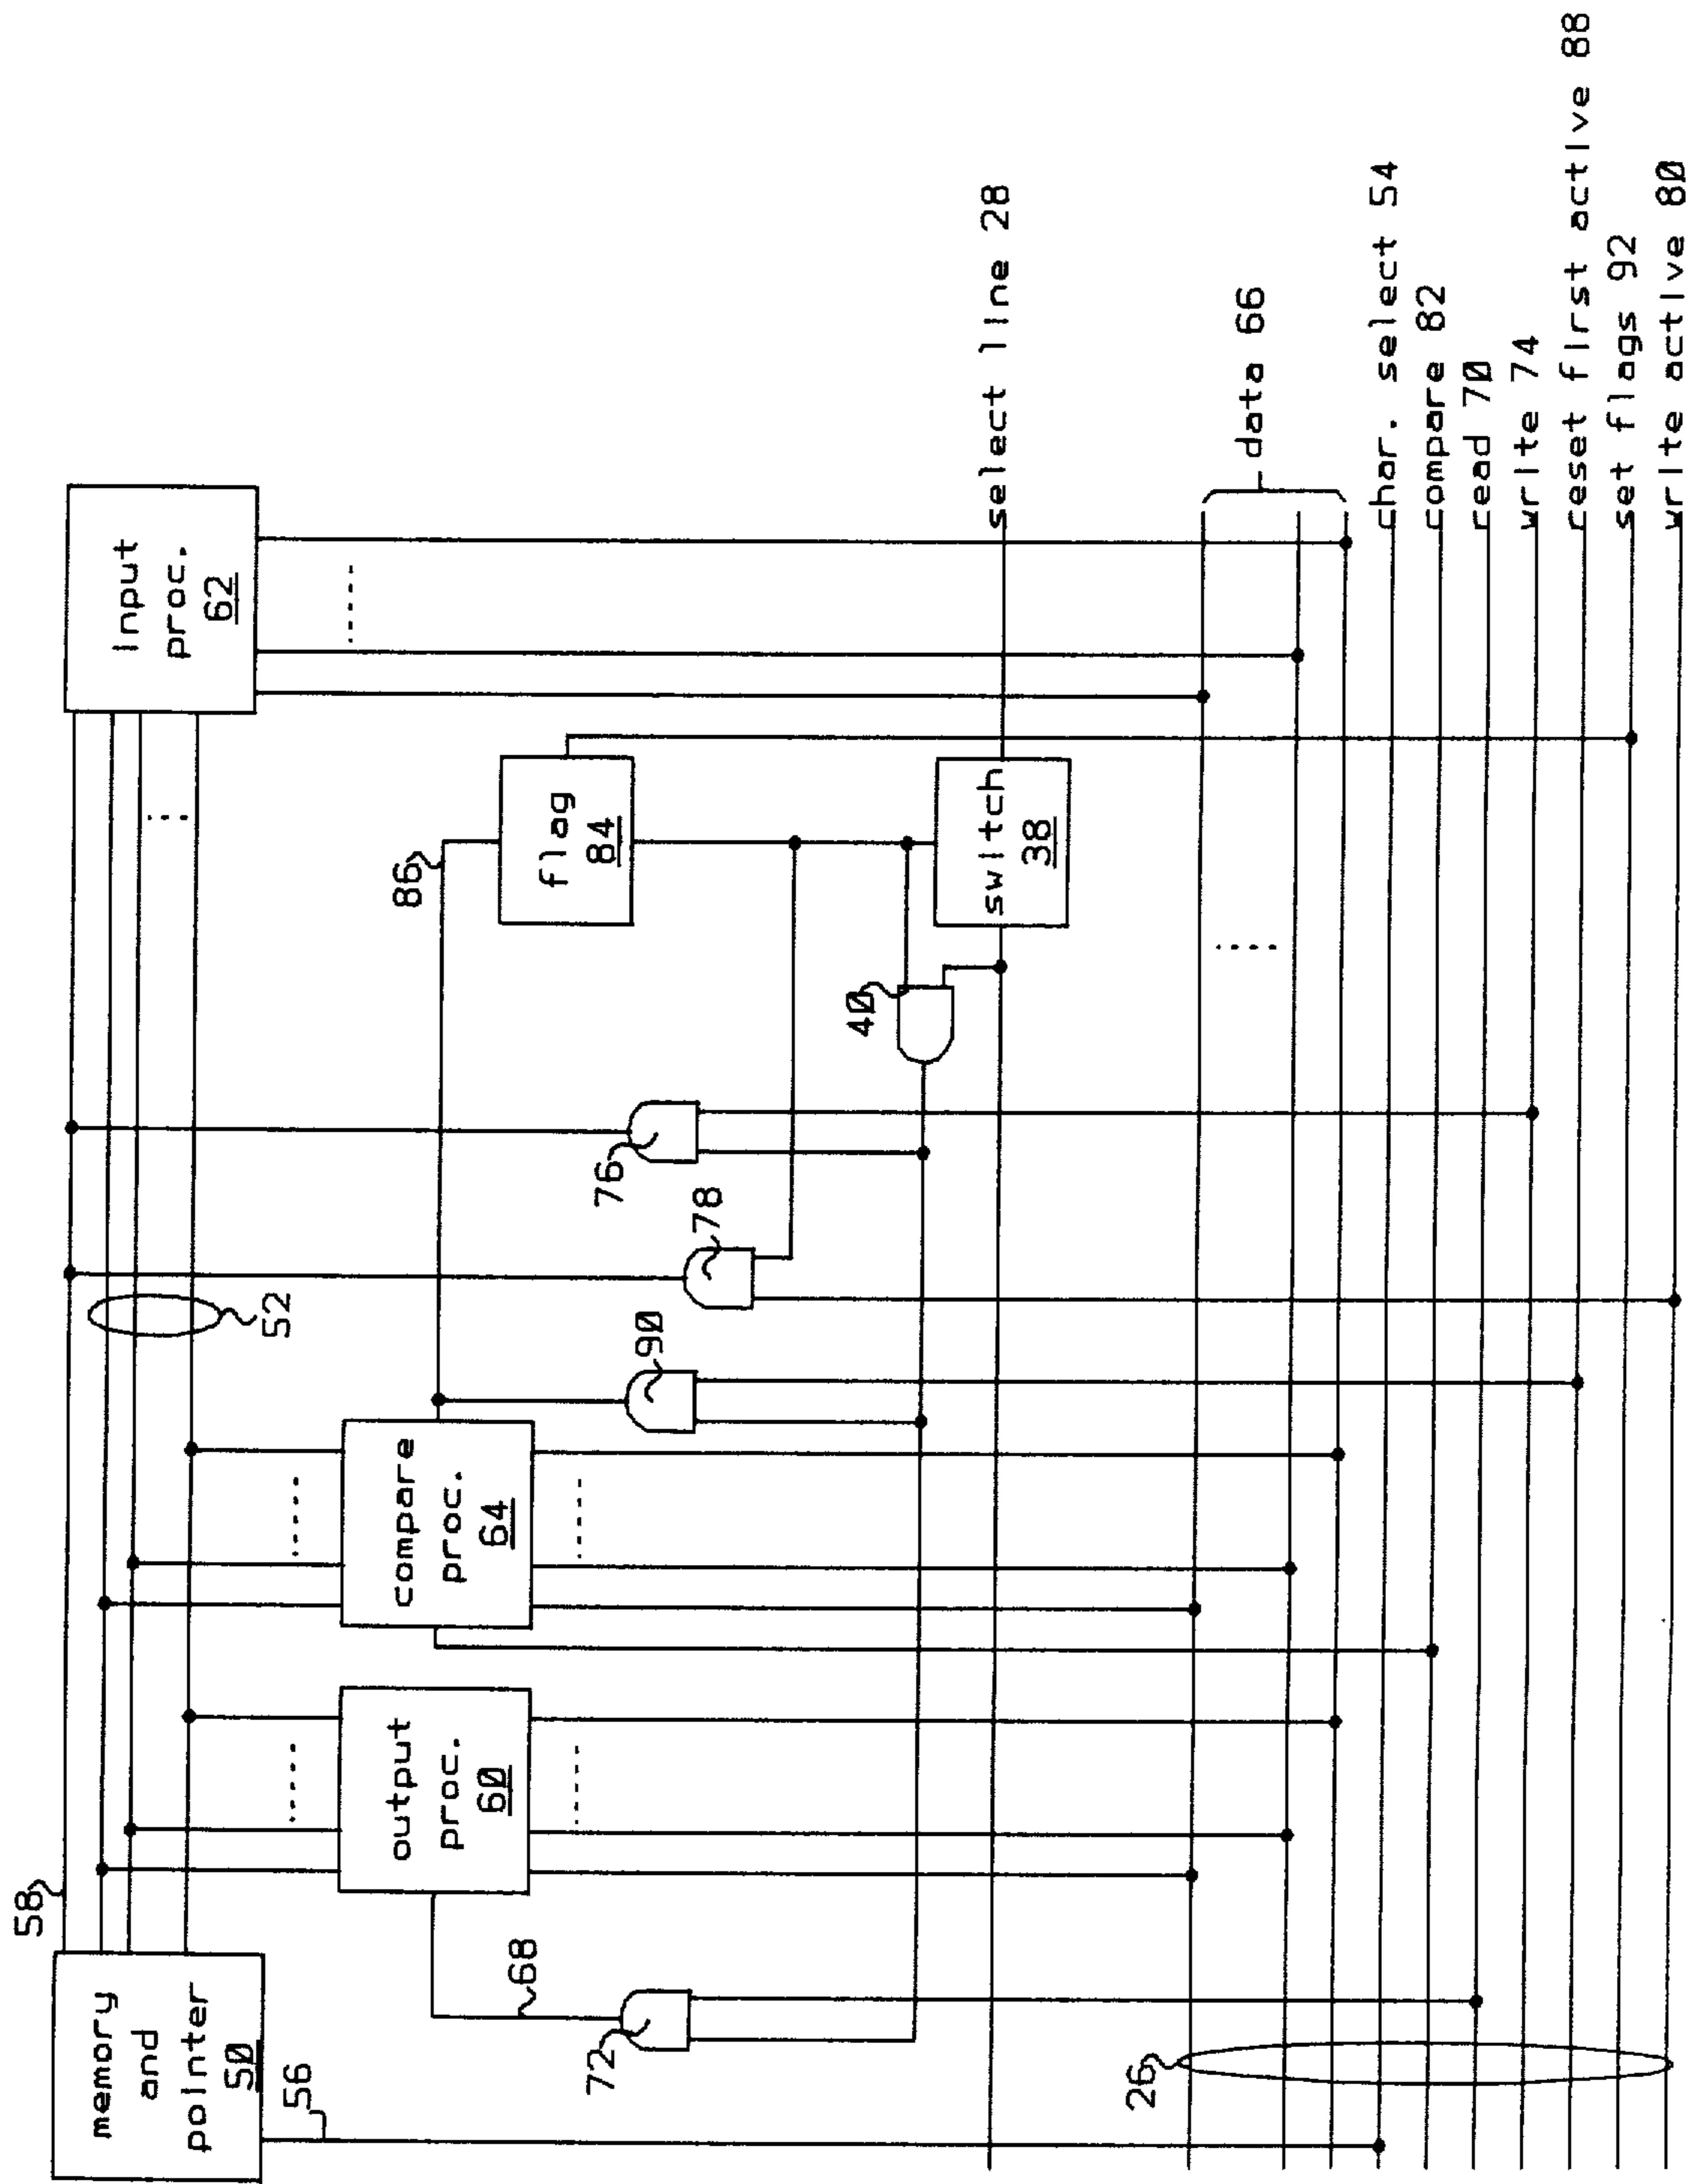 58
memory
and
pointer
50
56
52
Input
proc.
62
output
proc.
60
compare
proc.
64
86
flag
84
68
72
90
78
76
40
switch
38
select line 28
26
data 66
char. select 54
compare 82
read 70
write 74
reset first active 88
set flags 92
write active 80